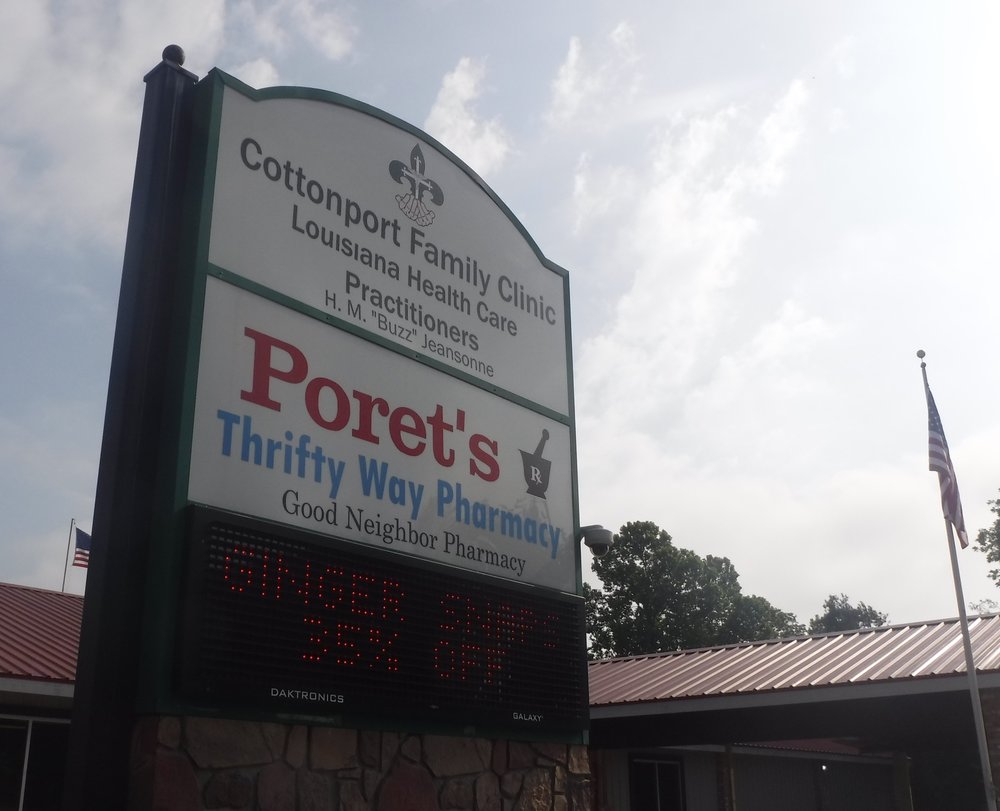 Cottonport Family Clinic
Louisiana Health Care
Practitioners
H. M. "Buzz" Jeansonne
Poret's
Rx
Thrifty Way Pharmacy
Good Neighbor Pharmacy
GINGER
35% OFF
DAKTRONICS
GALAXY